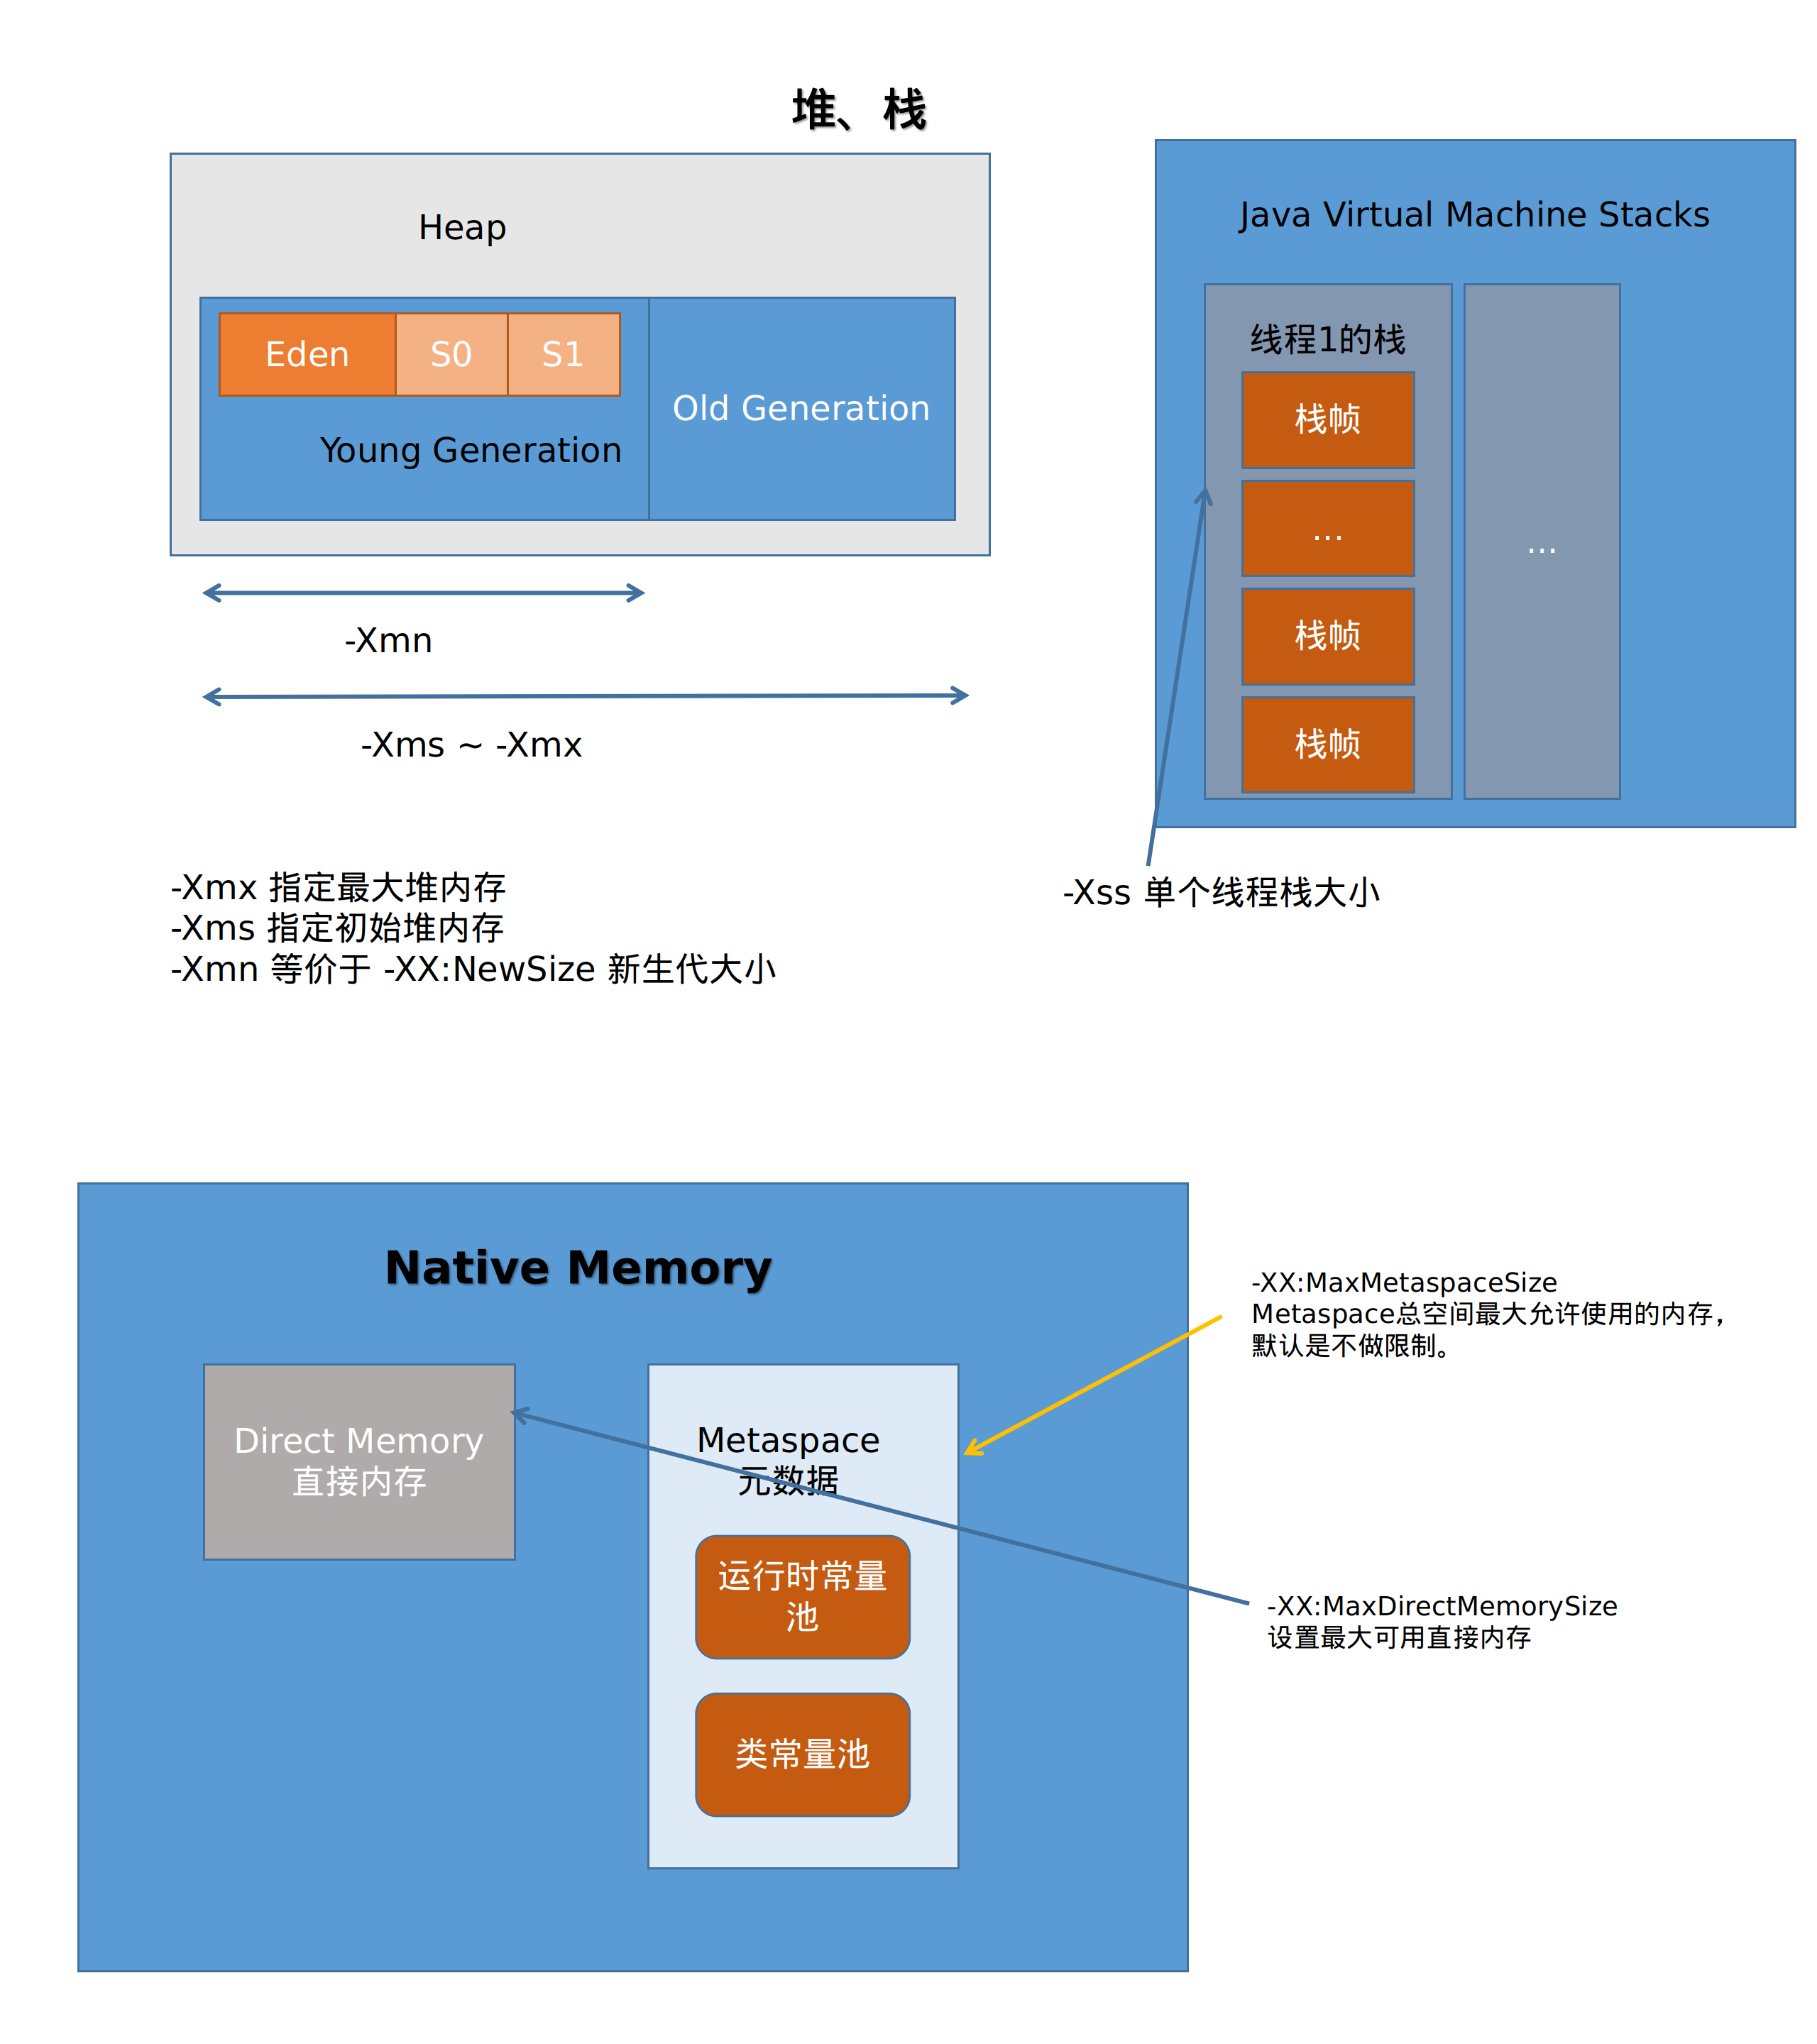 堆、栈
Heap
Eden
S0
S1
Young Generation
Old Generation
-Xmn
-Xms ~ -Xmx
-Xmx 指定最大堆内存
-Xms 指定初始堆内存
-Xmn 等价于 -XX:NewSize 新生代大小
Java Virtual Machine Stacks
线程1的栈
栈帧
...
栈帧
栈帧
...
-Xss 单个线程栈大小
Native Memory
Direct Memory
直接内存
Metaspace
元数据
运行时常量
池
类常量池
-XX:MaxMetaspaceSize
Metaspace总空间最大允许使用的内存，
默认是不做限制。
-XX:MaxDirectMemorySize
设置最大可用直接内存